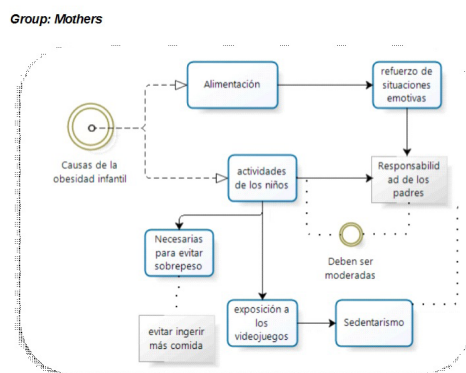 Group: Mothers
Alimentación
refuerzo de
situaciones
emotivas
Causas de la
obesidad infantil
actividades
de los niños
Responsabilid
ad de los
padres
Necesarias
para evitar
sobrepeso
Deben ser
moderadas
evitar ingerir
más comida
exposición a
los
videojuegos
Sedentarismo